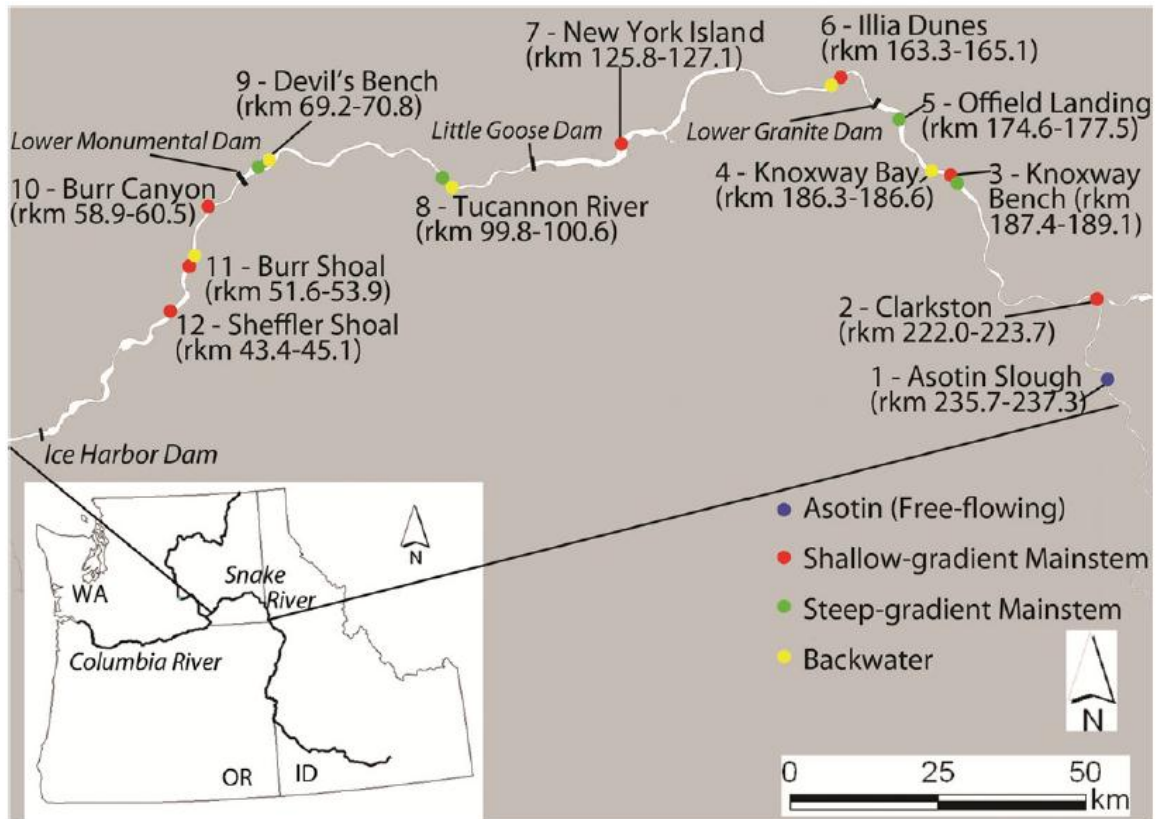 7 - New York Island
(rkm 125.8-127.1)
6 - Illia Dunes
(rkm 163.3-165.1)
9 - Devil's Bench
(rkm 69.2-70.8)
Lower Monumental Dam
Little Goose Dam
Lower Granite Dam
5 - Offield Landing
(rkm 174.6-177.5)
10 - Burr Canyon
(rkm 58.9-60.5)
8 - Tucannon River
(rkm 99.8-100.6)
4 - Knoxway Bay
(rkm 186.3-186.6)
3 - Knoxway
Bench (rkm
187.4-189.1)
11 - Burr Shoal
(rkm 51.6-53.9)
12 - Sheffler Shoal
(rkm 43.4-45.1)
2 - Clarkston
(rkm 222.0-223.7)
1 - Asotin Slough
(rkm 235.7-237.3)
Ice Harbor Dam
N
WA
Snake
River
Columbia River
OR
ID
Asotin (Free-flowing)
Shallow-gradient Mainstem
Steep-gradient Mainstem
Backwater
N
0 25 50
km